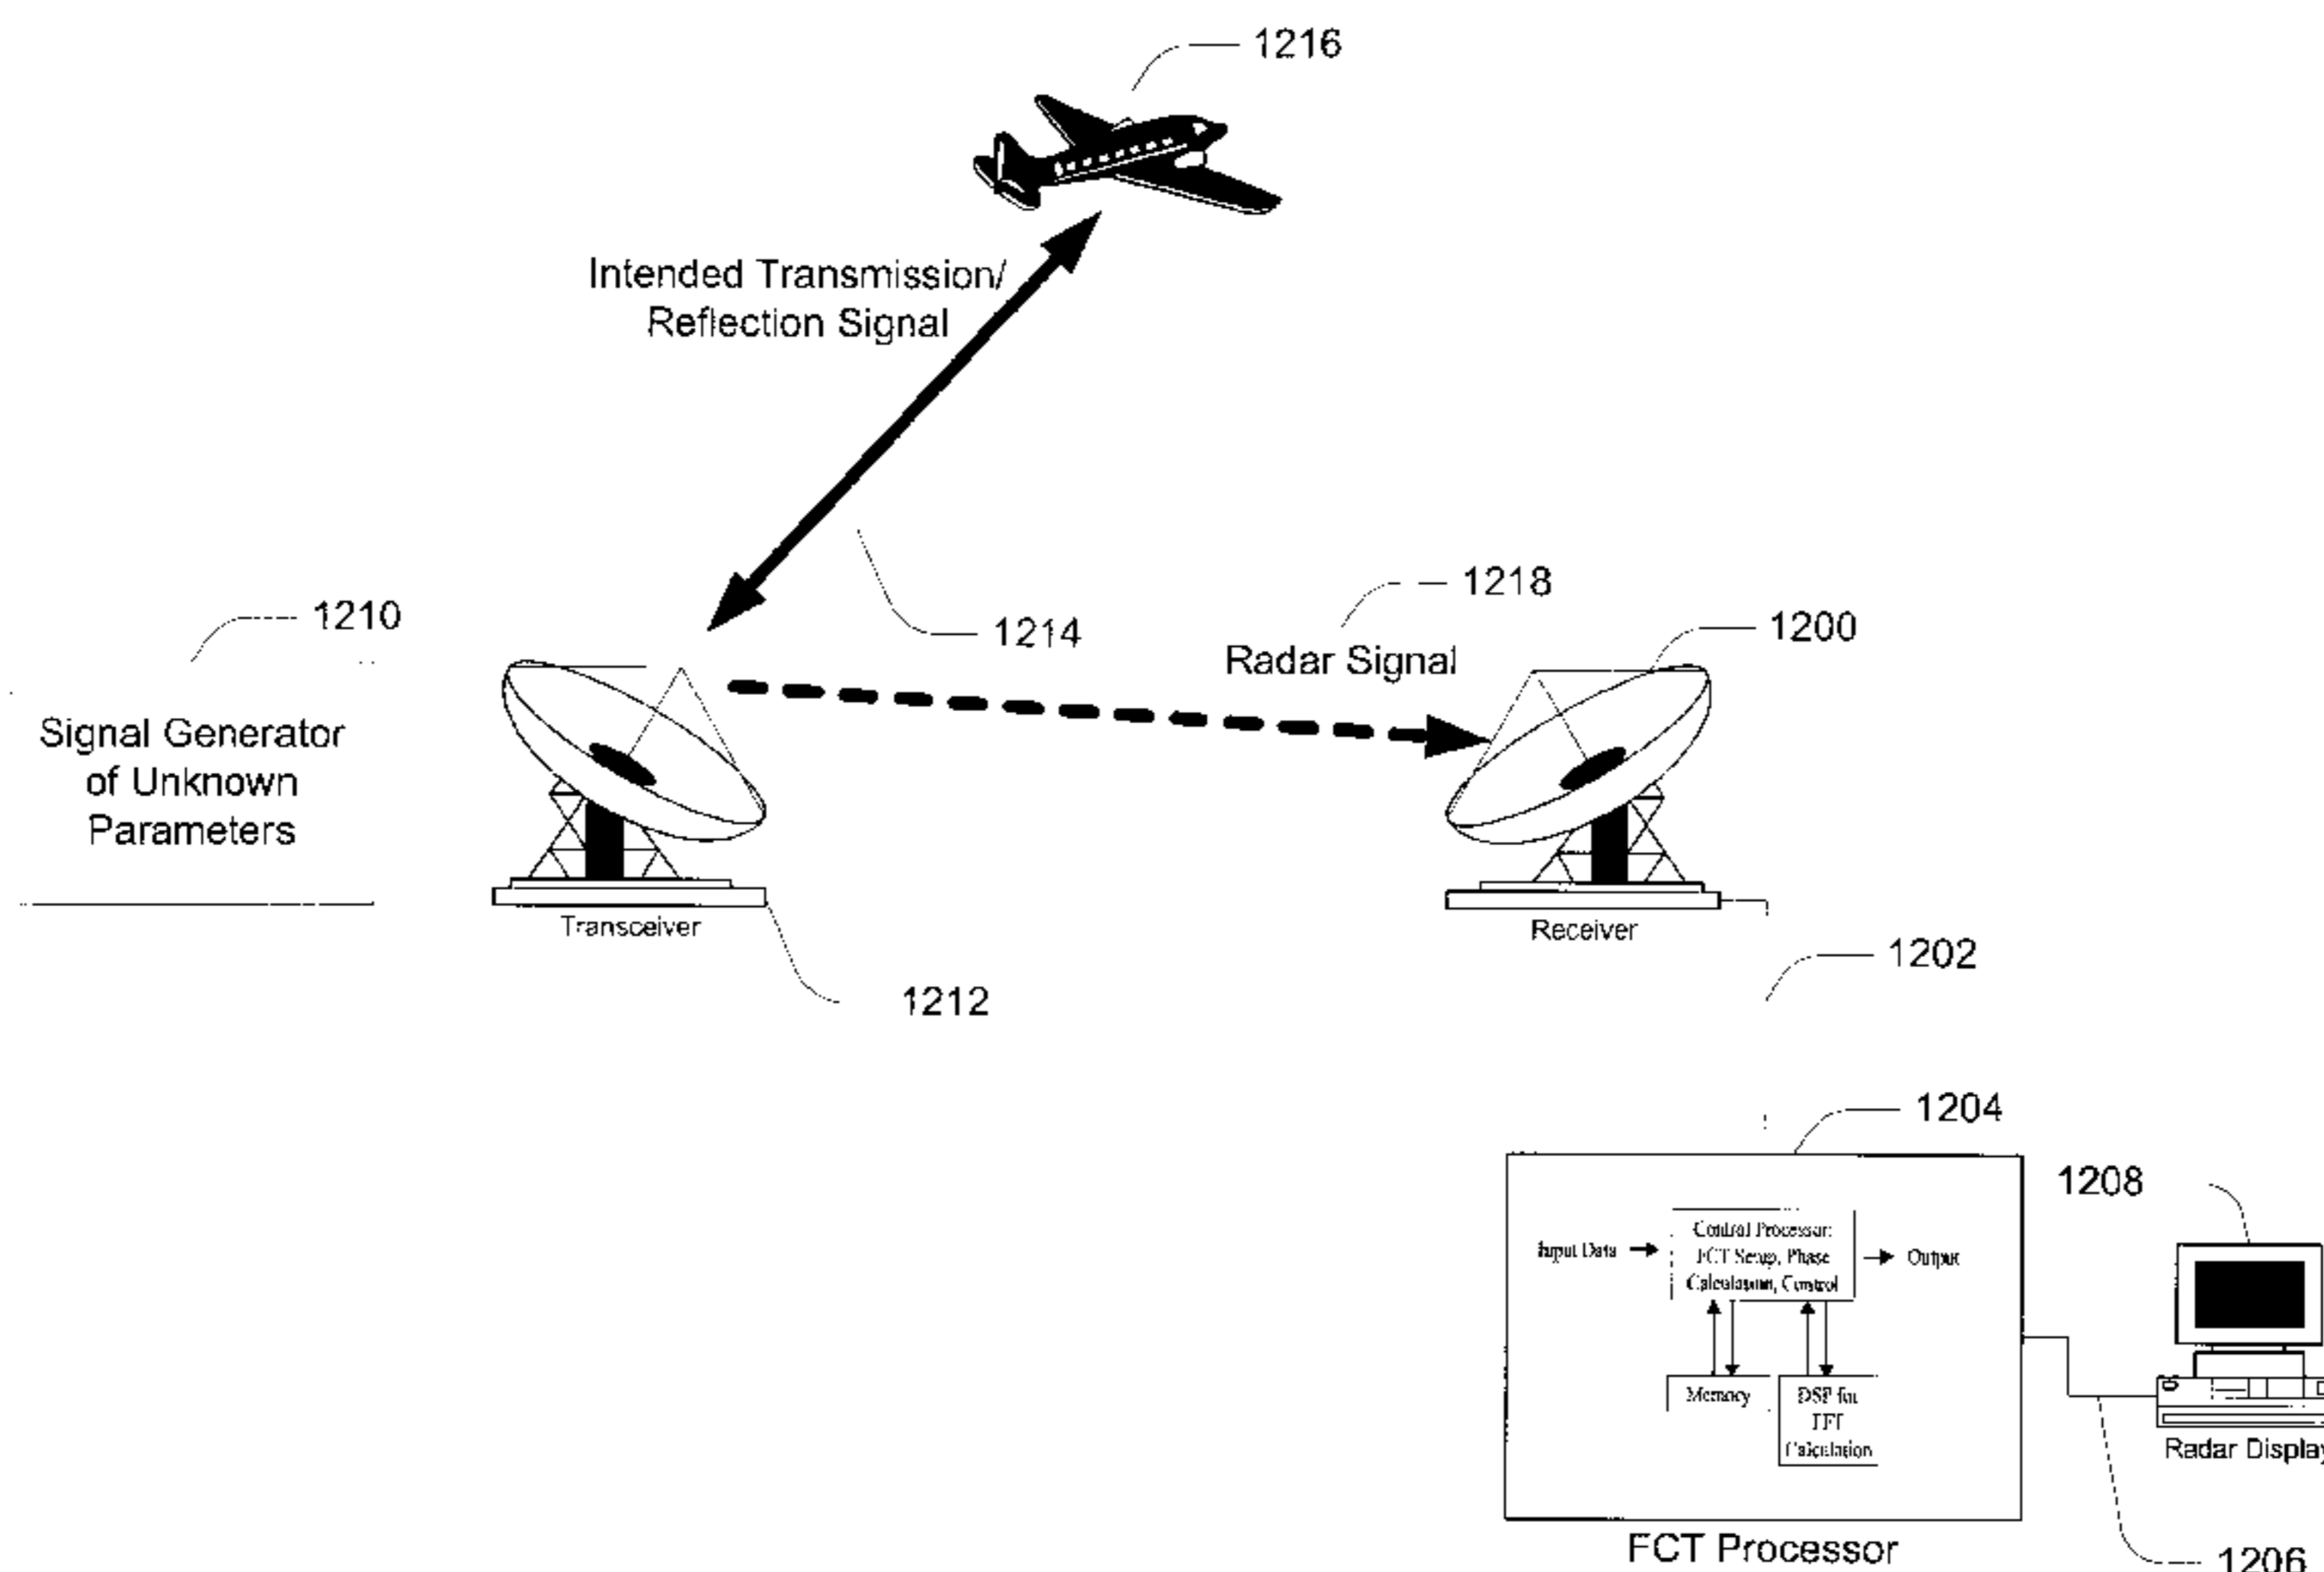 1216
Intended Transmission/
Reflection Signal
1218
1210
1214
1200
Radar Signal
Signal Generator
of Unknown
Parameters
Transceiver
Receiver
1202
1212
1204
1208
Input Data
Control Processor:
FCT Setup, Phase
Calculation, Control
Output
Memory
DSP for
FFT
Calculation
Radar Display
FCT Processor
1206